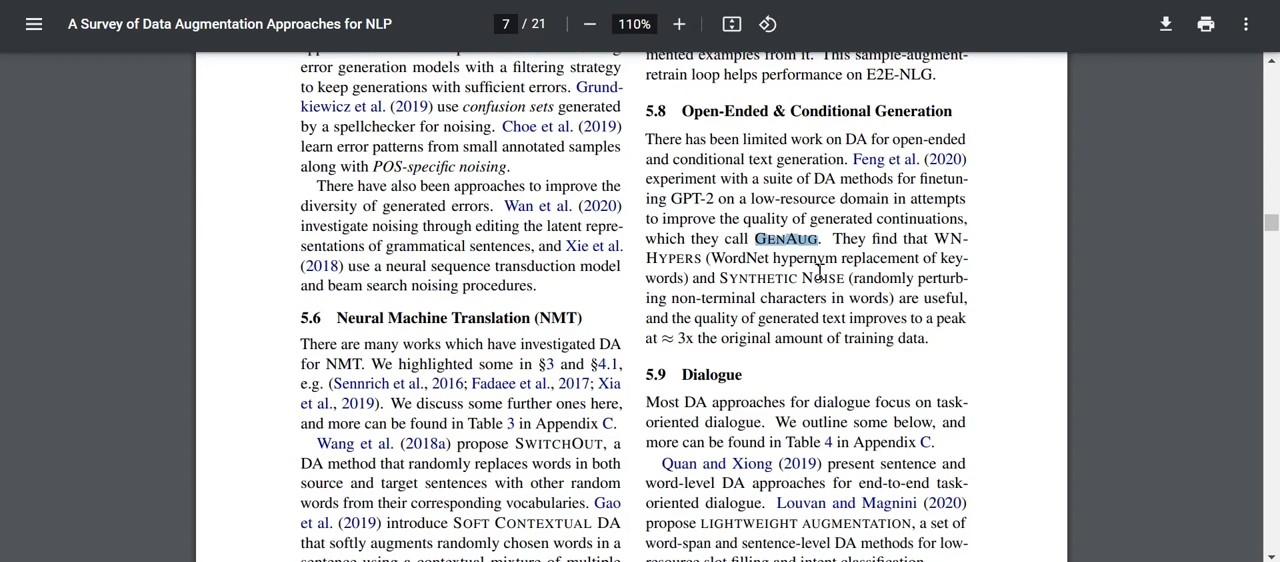 A Survey of Data Augmentation Approaches for NLP
7 / 21
110%
error generation models with a filtering strategy
to keep generations with sufficient errors. Grund-
kiewicz et al. (2019) use confusion sets generated
by a spellchecker for noising. Choe et al. (2019)
learn error patterns from small annotated samples
along with POS-specific noising.
There have also been approaches to improve the
diversity of generated errors. Wan et al. (2020)
investigate noising through editing the latent repre-
sentations of grammatical sentences, and Xie et al.
(2018) use a neural sequence transduction model
and beam search noising procedures.
5.6 Neural Machine Translation (NMT)
There are many works which have investigated DA
for NMT. We highlighted some in §3 and §4.1,
e.g. (Sennrich et al., 2016; Fadaee et al., 2017; Xia
et al., 2019). We discuss some further ones here,
and more can be found in Table 3 in Appendix C.
Wang et al. (2018a) propose SWITCHOUT, a
DA method that randomly replaces words in both
source and target sentences with other random
words from their corresponding vocabularies. Gao
et al. (2019) introduce SOFT CONTEXTUAL DA
that softly augments randomly chosen words in a
sentence using a contextual mixture of multiple
mented examples from it. This sample-augment-
retrain loop helps performance on E2E-NLG.
5.8 Open-Ended & Conditional Generation
There has been limited work on DA for open-ended
and conditional text generation. Feng et al. (2020)
experiment with a suite of DA methods for finetun-
ing GPT-2 on a low-resource domain in attempts
to improve the quality of generated continuations,
which they call GENAUG. They find that WN-
HYPERS (WordNet hypernym replacement of key-
words) and SYNTHETIC NOISE (randomly perturb-
ing non-terminal characters in words) are useful,
and the quality of generated text improves to a peak
at ≈ 3x the original amount of training data.
5.9 Dialogue
Most DA approaches for dialogue focus on task-
oriented dialogue. We outline some below, and
more can be found in Table 4 in Appendix C.
Quan and Xiong (2019) present sentence and
word-level DA approaches for end-to-end task-
oriented dialogue. Louvan and Magnini (2020)
propose LIGHTWEIGHT AUGMENTATION, a set of
word-span and sentence-level DA methods for low-
resource slot filling and intent classification.